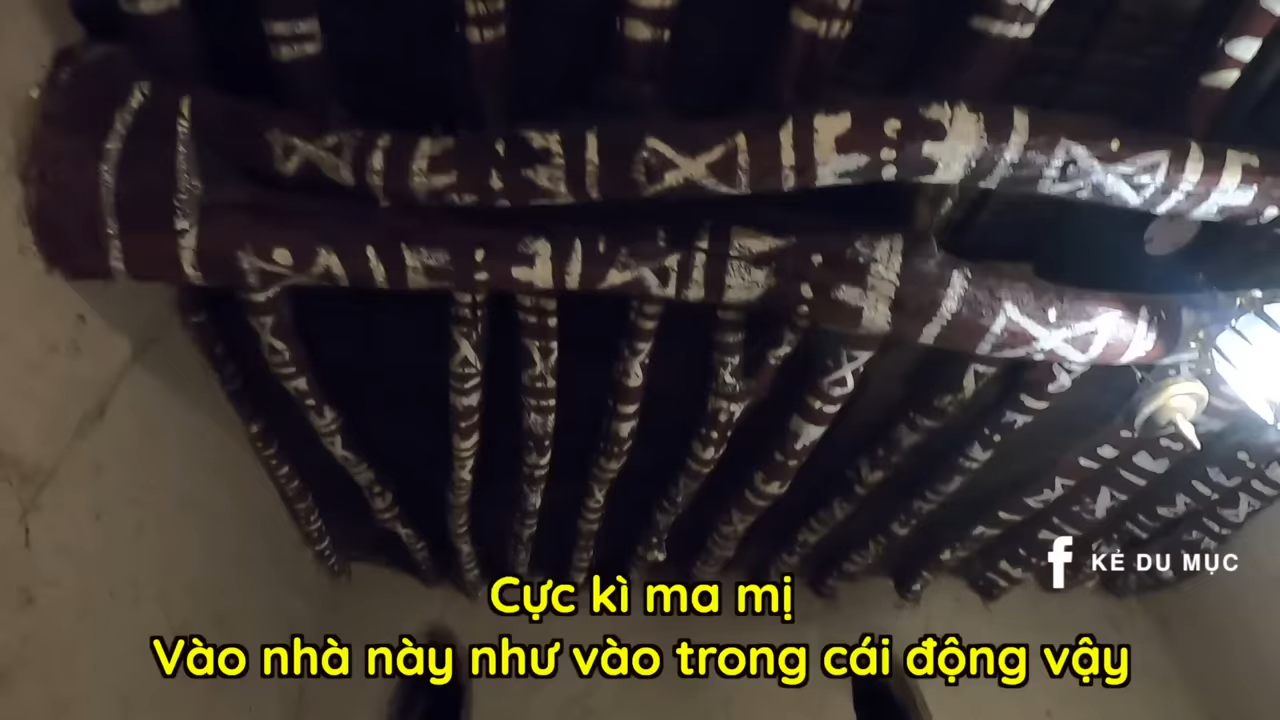 KẺ DU MỤC
Cực kì ma mị
Vào nhà này như vào trong cái động vậy